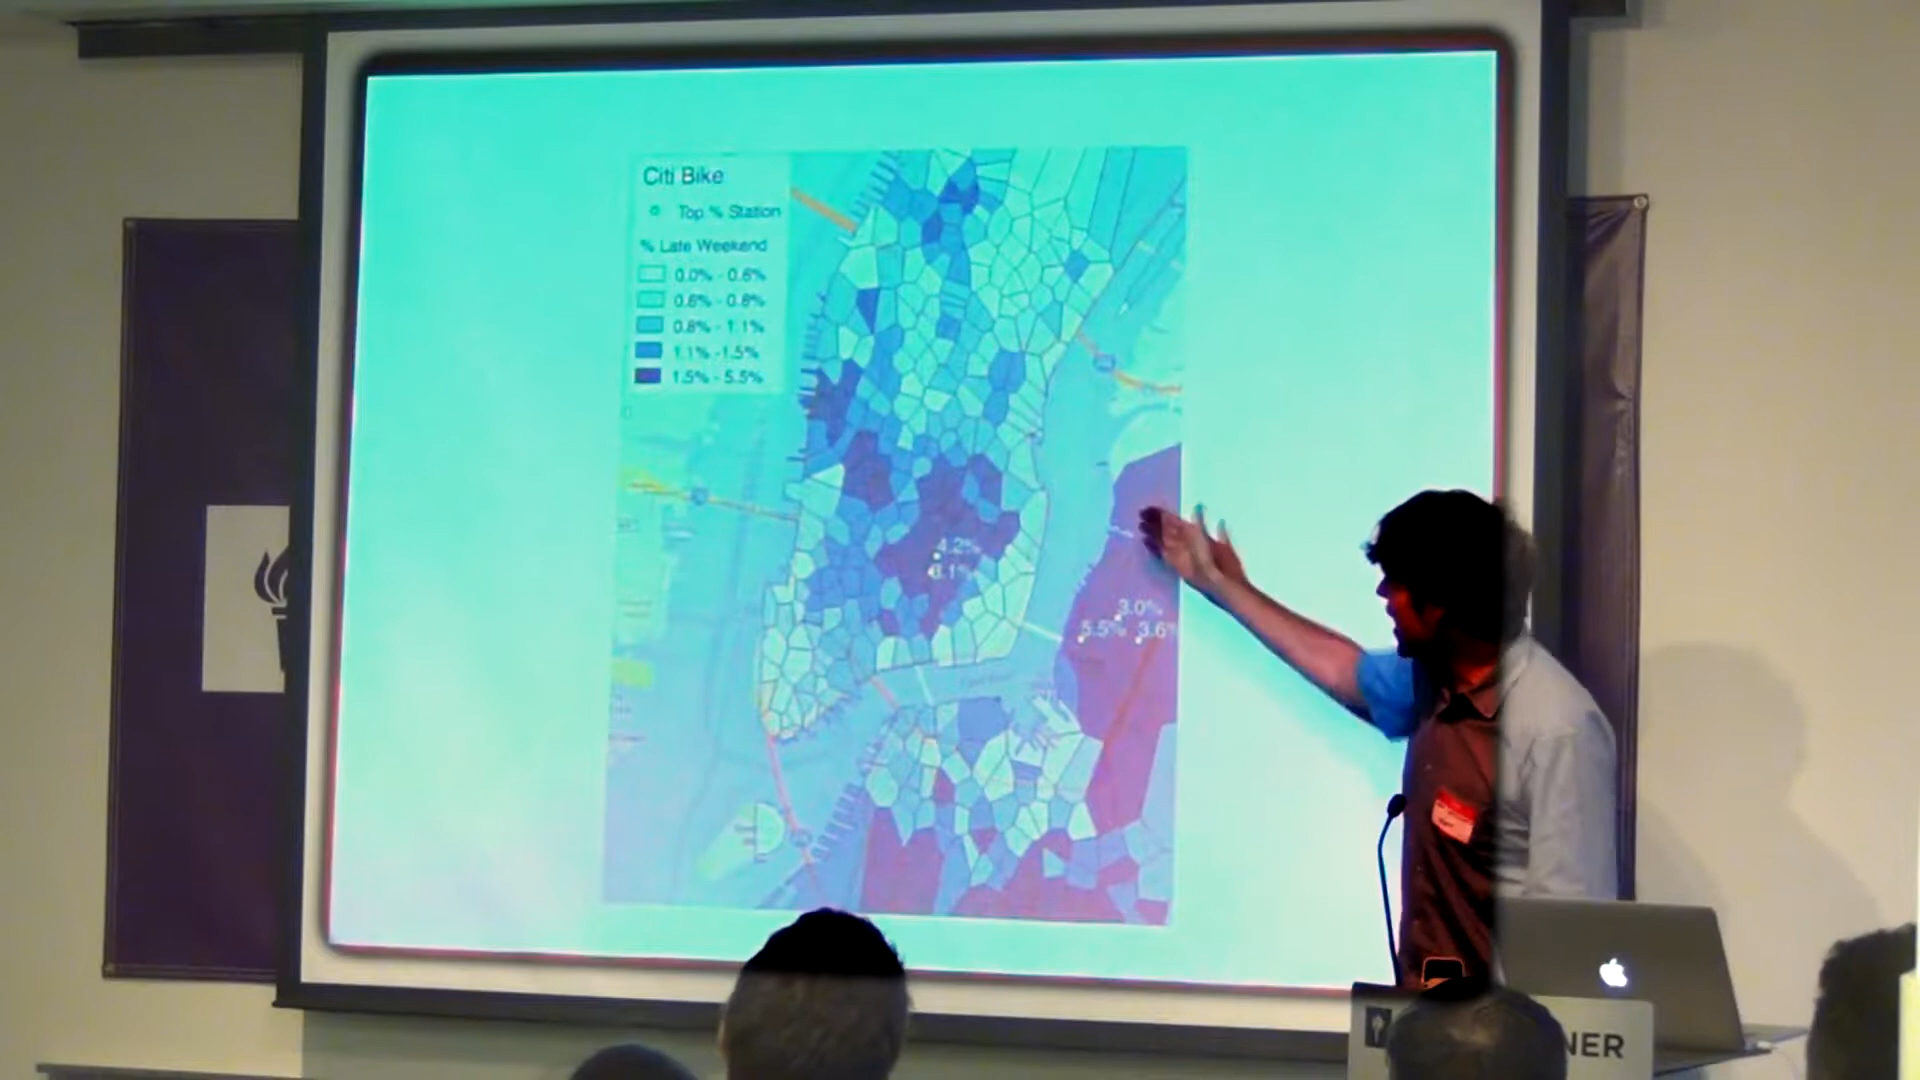 Citi Bike
Top % Station
% Late Weekend
0.0% - 0.6%
0.6% - 0.8%
0.8% - 1.1%
1.1% - 1.5%
1.5% - 5.5%
4.2%
3.0%
5.5% 3.6%
NER